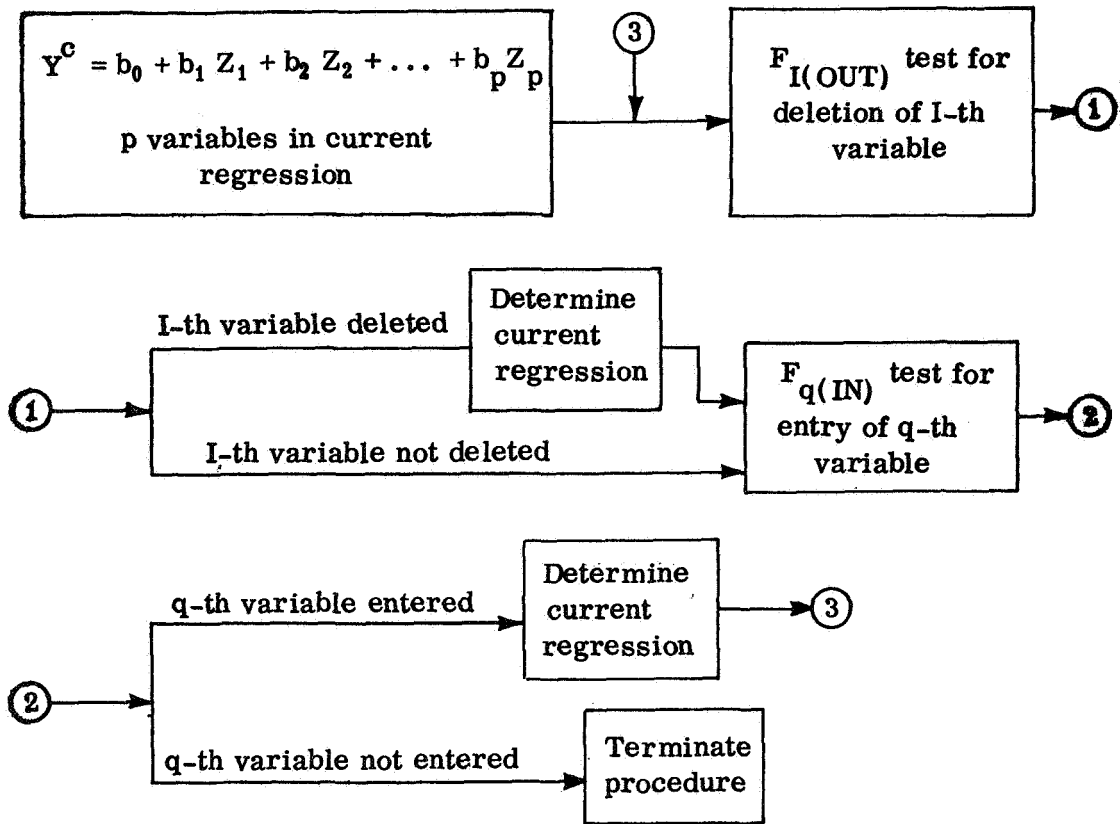 Y^c = b_0 + b_1 Z_1 + b_2 Z_2 + ... + b_p Z_p
p variables in current
regression
3
F_I(OUT) test for
deletion of I-th
variable
1
1
I-th variable deleted
I-th variable not deleted
Determine
current
regression
F_q(IN) test for
entry of q-th
variable
2
2
q-th variable entered
q-th variable not entered
Determine
current
regression
3
Terminate
procedure